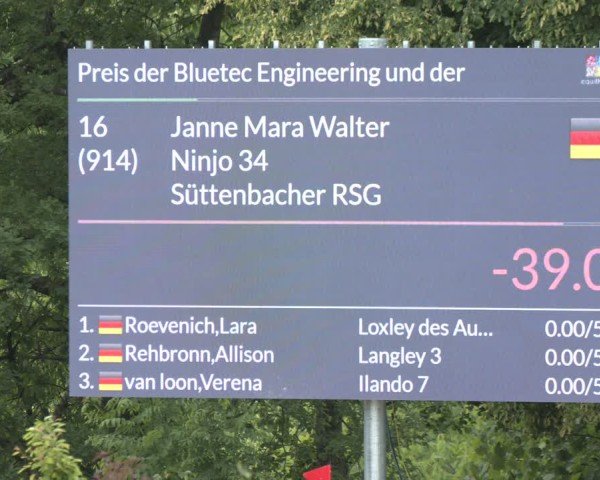 Preis der Bluetec Engineering und der
16 Janne Mara Walter
(914) Ninjo 34
Süttenbacher RSG
-39.0
1. Roevenich,Lara Loxley des Au... 0.00/5
2. Rehbronn,Allison Langley 3 0.00/5
3. van loon,Verena Ilando 7 0.00/5